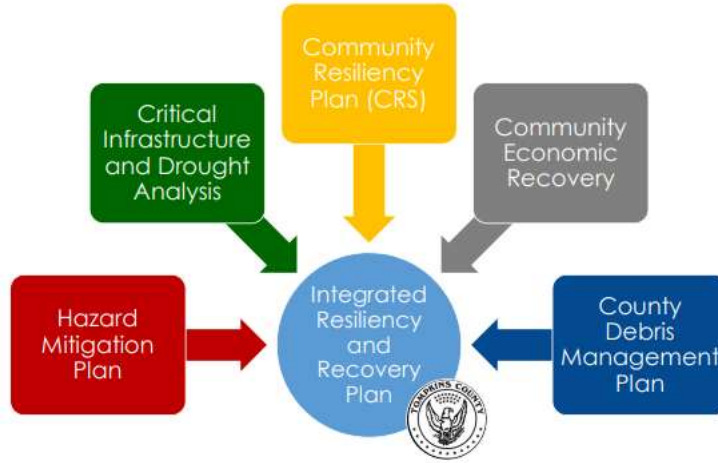 Community
Resiliency
Plan (CRS)
Critical
Infrastructure
and Drought
Analysis
Community
Economic
Recovery
Hazard
Mitigation
Plan
Integrated
Resiliency
and
Recovery
Plan
County
Debris
Management
Plan
TOMPKINS COUNTY